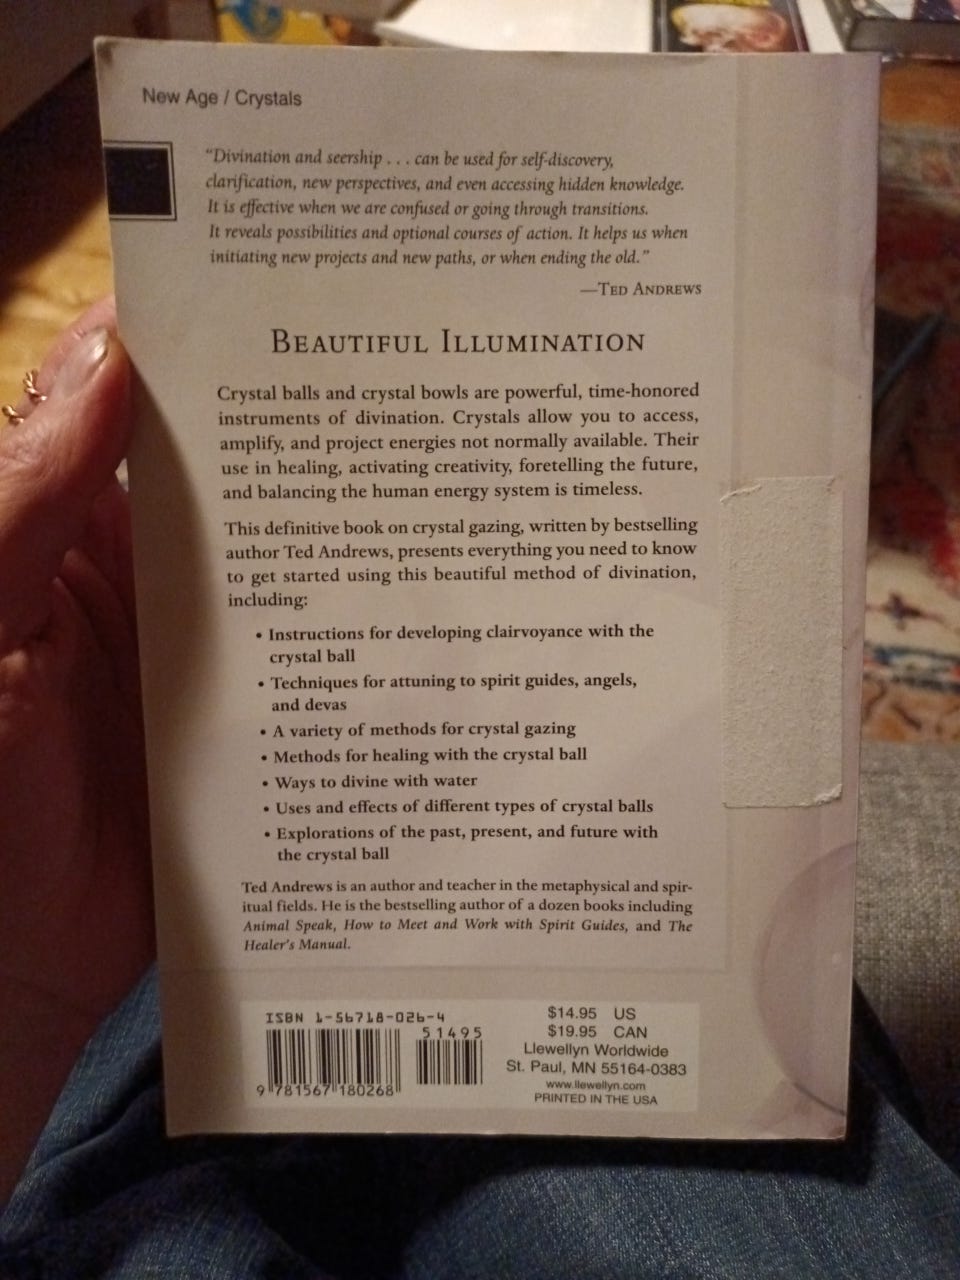 New Age / Crystals
“Divination and seership . . . can be used for self-discovery,
clarification, new perspectives, and even accessing hidden knowledge.
It is effective when we are confused or going through transitions.
It reveals possibilities and optional courses of action. It helps us when
initiating new projects and new paths, or when ending the old.”
—TED ANDREWS
BEAUTIFUL ILLUMINATION
Crystal balls and crystal bowls are powerful, time-honored
instruments of divination. Crystals allow you to access,
amplify, and project energies not normally available. Their
use in healing, activating creativity, foretelling the future,
and balancing the human energy system is timeless.
This definitive book on crystal gazing, written by bestselling
author Ted Andrews, presents everything you need to know
to get started using this beautiful method of divination,
including:
• Instructions for developing clairvoyance with the
crystal ball
• Techniques for attuning to spirit guides, angels,
and devas
• A variety of methods for crystal gazing
• Methods for healing with the crystal ball
• Ways to divine with water
• Uses and effects of different types of crystal balls
• Explorations of the past, present, and future with
the crystal ball
Ted Andrews is an author and teacher in the metaphysical and spir-
itual fields. He is the bestselling author of a dozen books including
Animal Speak, How to Meet and Work with Spirit Guides, and The
Healer's Manual.
ISBN 1-56718-026-4
51495
9 781567 180268
$14.95 US
$19.95 CAN
Llewellyn Worldwide
St. Paul, MN 55164-0383
www.llewellyn.com
PRINTED IN THE USA